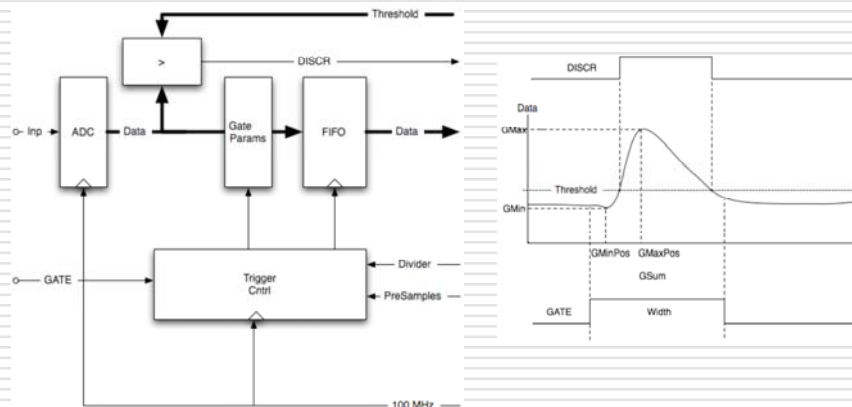 Threshold
>
DISCR
Inp
ADC
Data
Gate
Params
FIFO
Data
GATE
Trigger
Cntrl
Divider
PreSamples
100 MHz
DISCR
Data
GMax
Threshold
GMin
GMinPos GMaxPos
GSum
GATE
Width